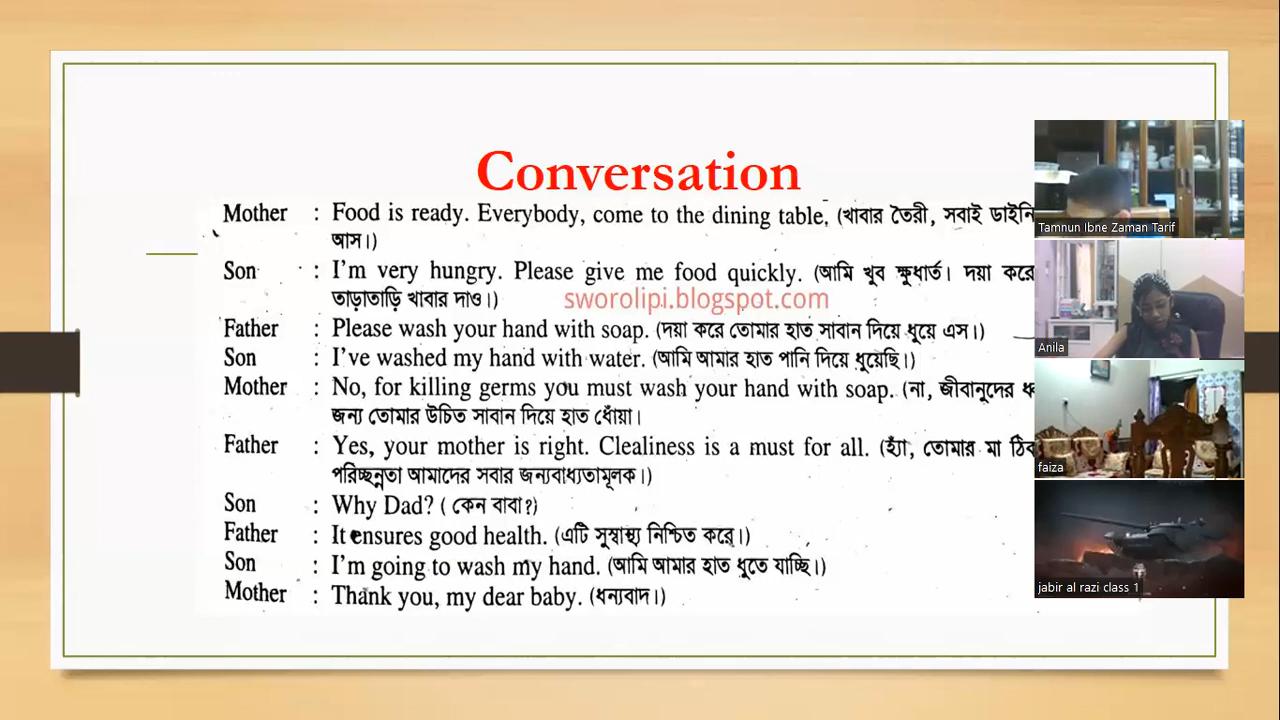 Conversation
Mother : Food is ready. Everybody, come to the dining table, (খাবার তৈরী, সবাই
আস।)
Son : I'm very hungry. Please give me food quickly. (আমি খুব ক্ষুধার্ত। দয়া করে
তাড়াতাড়ি খাবার দাও।)
sworolipi.blogspot.com
Father : Please wash your hand with soap. (দয়া করে তোমার হাত সাবান দিয়ে ধুয়ে এস।)
Son : I've washed my hand with water. (আমি আমার হাত পানি দিয়ে ধুয়েছি।)
Mother : No, for killing germs you must wash your hand with soap. (না, জীবানুদের
জন্য তোমার উচিত সাবান দিয়ে হাত ধোঁয়া।
Father : Yes, your mother is right. Clealiness is a must for all. (হ্যাঁ, তোমার মা
পরিচ্ছন্নতা আমাদের সবার জন্যবাধ্যতামূলক।)
Son : Why Dad? ( কেন বাবা?)
Father : It ensures good health. (এটি সুস্বাস্থ্য নিশ্চিত করে।)
Son : I'm going to wash my hand. (আমি আমার হাত ধুতে যাচ্ছি।)
Mother : Thank you, my dear baby. (ধন্যবাদ।)
Tamnun Ibne Zaman Tarif
Anila
faiza
jabir al razi class 1